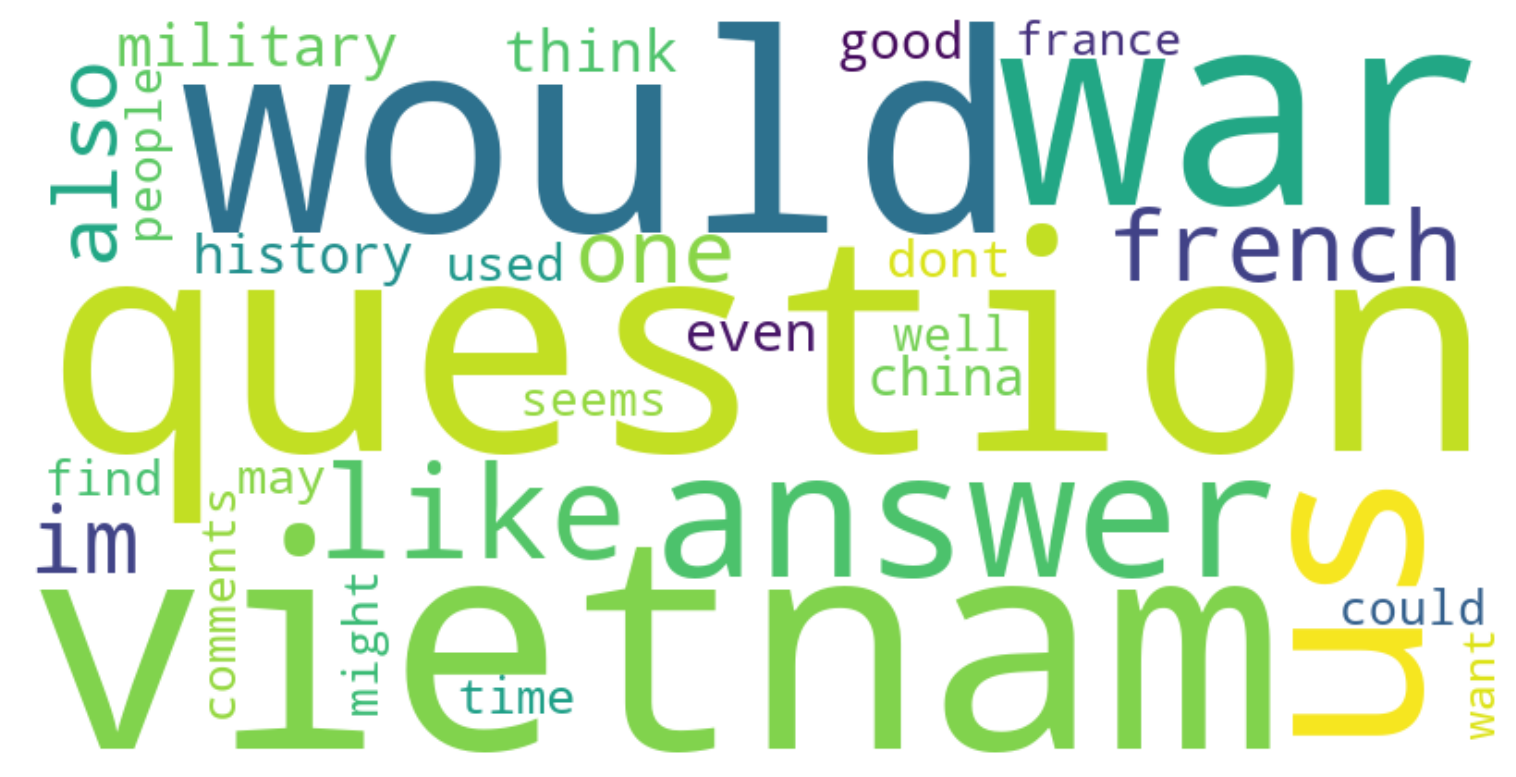 military think good france
also people would war
history used one dont french
question
even well
seems china
find may like answer us
im comments might
vietnam could
time want